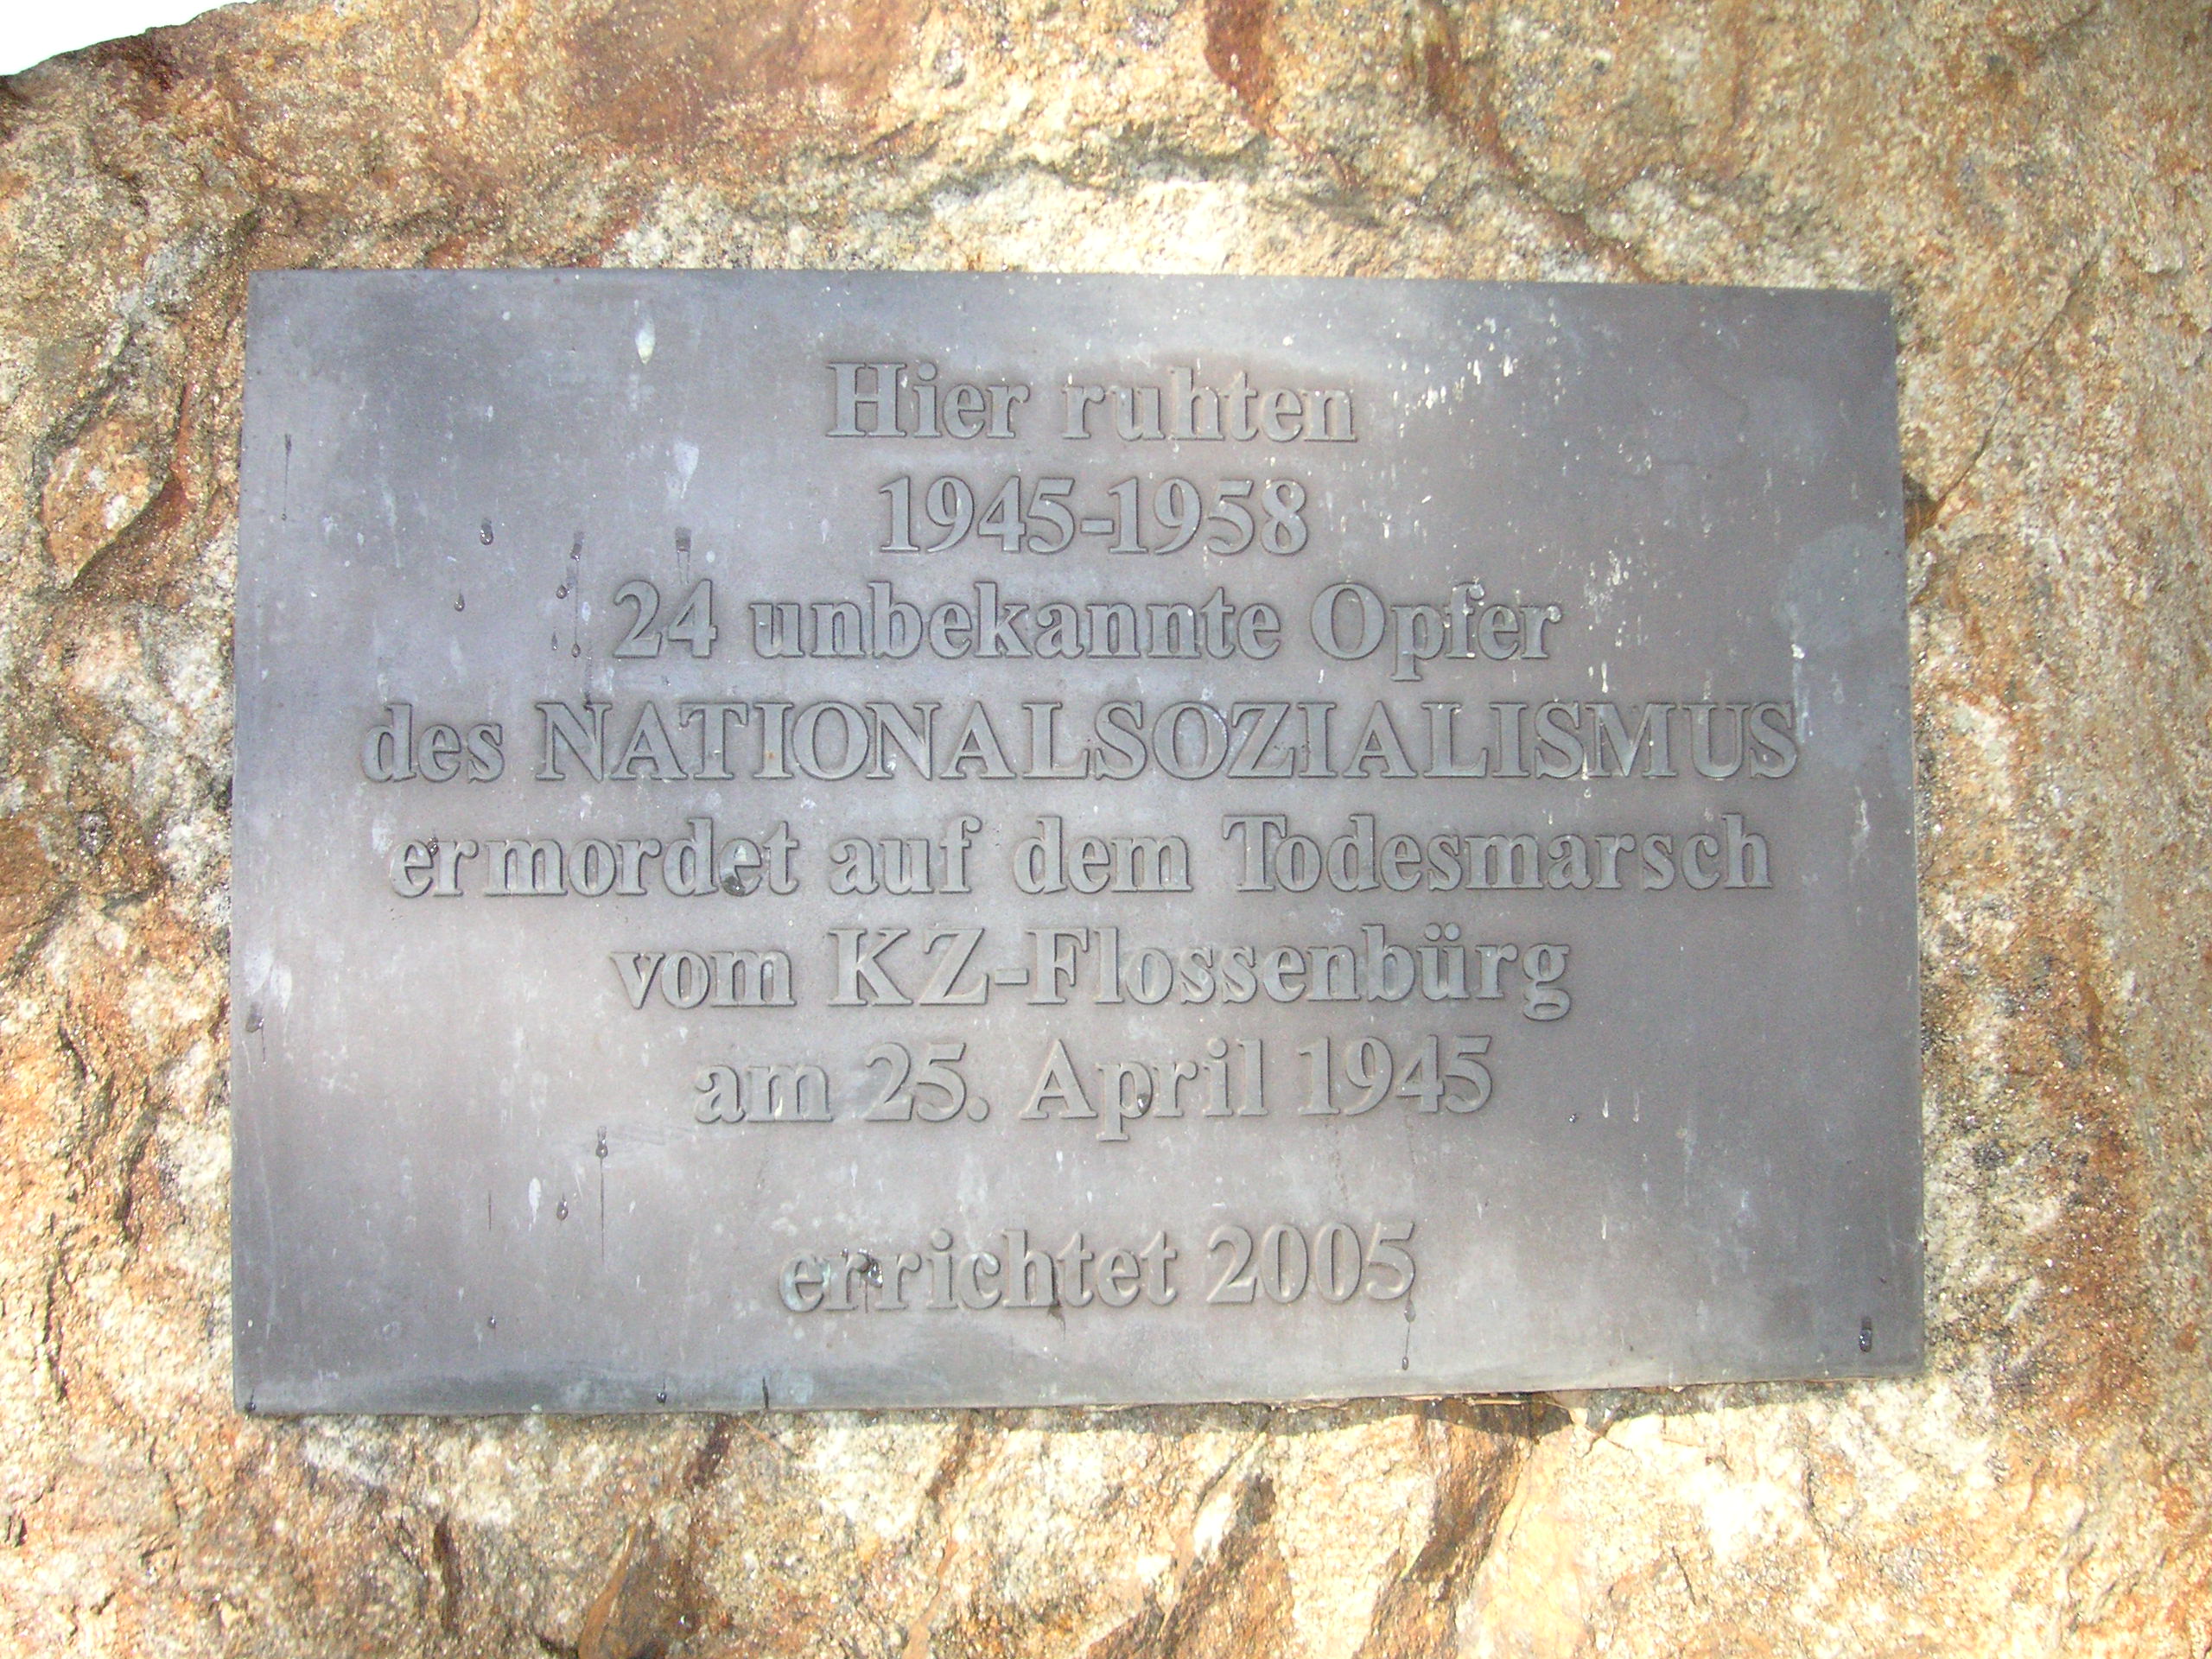 Hier ruhten
1945-1958
24 unbekannte Opfer
des NATIONALSOZIALISMUS
ermordet auf dem Todesmarsch
vom KZ-Flossenbürg
am 25. April 1945
errichtet 2005